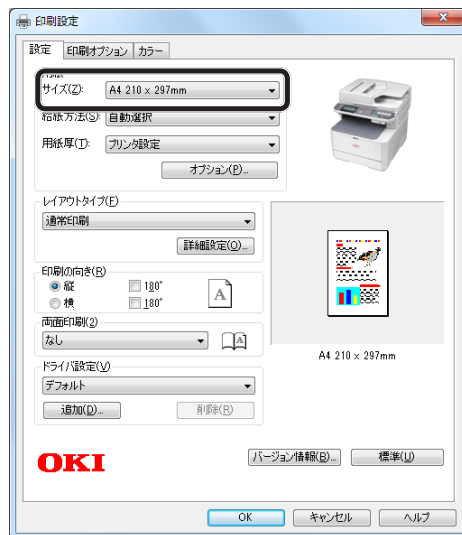 印刷設定
設定 印刷オプション カラー
サイズ(Z): A4 210 x 297mm
給紙方法(S): 自動選択
用紙厚(T): プリンタ設定
オプション(P)...
レイアウトタイプ(F)
通常印刷
詳細設定(O)...
印刷の向き(R)
縦 180°
横 180°
A
両面印刷(2)
なし
A
A4 210 x 297mm
ドライバ設定(V)
デフォルト
追加(D)... 削除(R)
OKI
バージョン情報(B)... 標準(U)
OK キャンセル ヘルプ